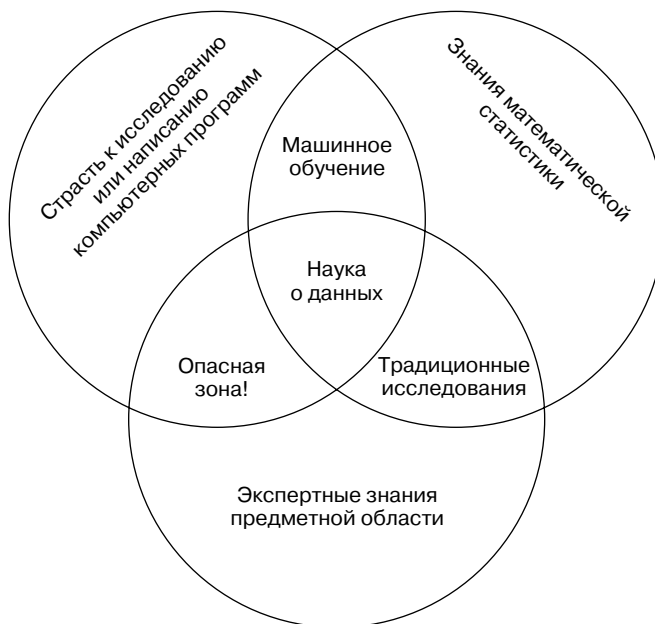 Страсть к исследованию
или написанию
компьютерных программ
Знания математической
статистики
Машинное
обучение
Наука
о данных
Опасная
зона!
Традиционные
исследования
Экспертные знания
предметной области